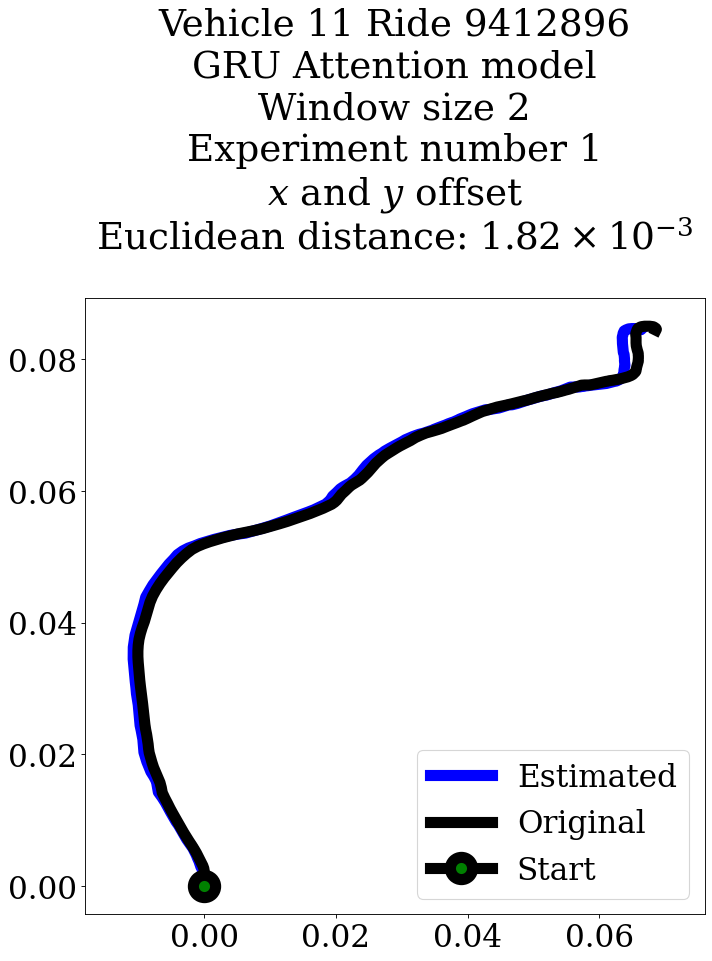 Vehicle 11 Ride 9412896
GRU Attention model
Window size 2
Experiment number 1
x and y offset
Euclidean distance: 1.82 × 10⁻³
0.08
0.06
0.04
0.02
0.00
Estimated
Original
Start
0.00 0.02 0.04 0.06